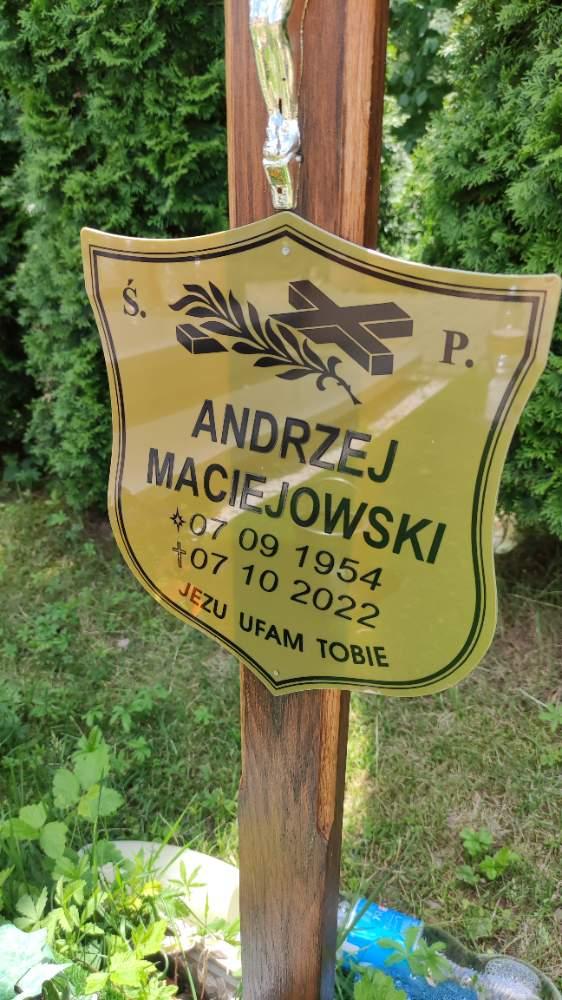 Ś. P.
ANDRZEJ
MACIEJOWSKI
07 09 1954
07 10 2022
JEZU UFAM TOBIE